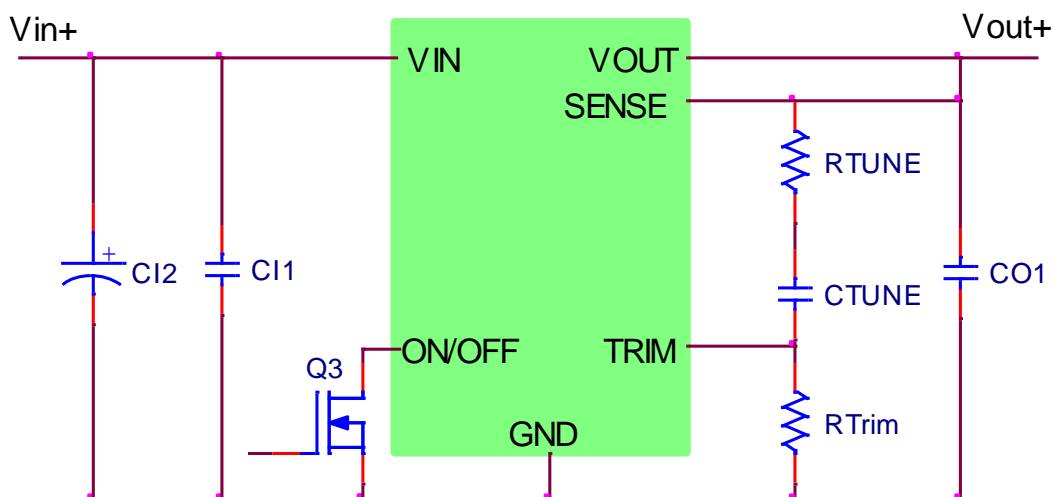 Vin+
Vout+
VIN
VOUT
SENSE
RTUNE
+
CI2
CI1
CTUNE
CO1
ON/OFF
TRIM
Q3
RTrim
GND